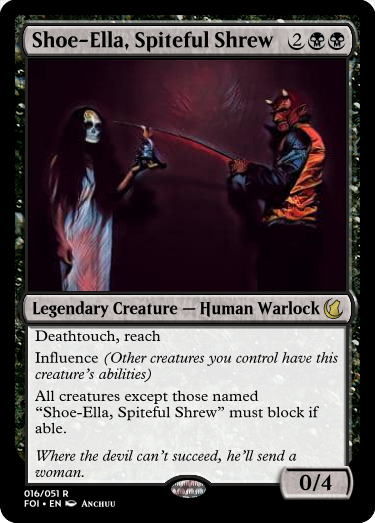 Shoe-Ella, Spiteful Shrew 2
Legendary Creature — Human Warlock
Deathtouch, reach
Influence (Other creatures you control have this
creature's abilities)
All creatures except those named
“Shoe-Ella, Spiteful Shrew” must block if
able.
Where the devil can't succeed, he'll send a
woman.
0/4
016/051 R
FOI • EN Anchuu